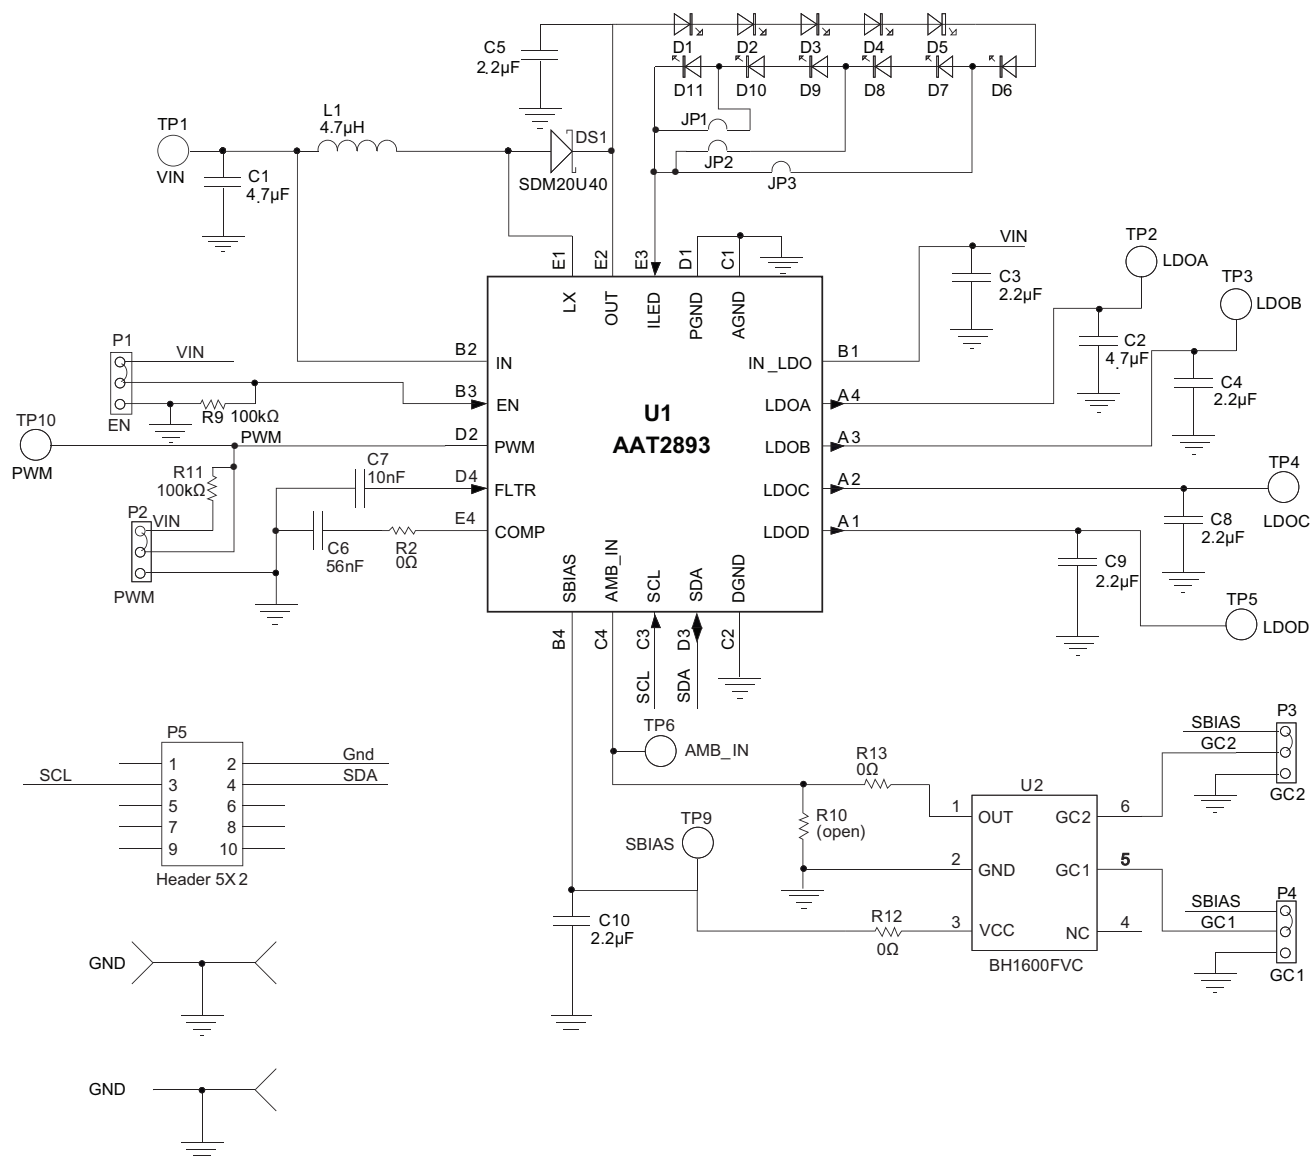 C5
2.2µF
D1 D2 D3 D4 D5
D11 D10 D9 D8 D7 D6
JP1
JP2
JP3
TP1
VIN
L1
4.7µH
C1
4.7µF
DS1
SDM20U40
E1 E2 E3 D1 C1
LX OUT ILED PGND AGND
VIN
C3
2.2µF
TP2
LDOA
TP3
LDOB
C2
4.7µF
C4
2.2µF
P1
VIN
EN
R9 100kΩ
TP10
PWM
PWM
R11
100kΩ
P2
VIN
PWM
C7
10nF
C6
56nF
R2
0Ω
B2 IN
B3 EN
D2 PWM
D4 FLTR
E4 COMP
U1
AAT2893
IN_LDO B1
LDOA A4
LDOB A3
LDOC A2
LDOD A1
TP4
LDOC
C8
2.2µF
C9
2.2µF
TP5
LDOD
SBIAS AMB_IN SCL SDA DGND
B4 C4 C3 D3 C2
SCL SDA
TP6
AMB_IN
P5
1 2 Gnd
SCL 3 4 SDA
5 6
7 8
9 10
Header 5X2
TP9
SBIAS
C10
2.2µF
R13
0Ω
R10
(open)
R12
0Ω
U2
1 OUT GC2 6
2 GND GC1 5
3 VCC NC 4
BH1600FVC
P3
SBIAS
GC2
GC2
P4
SBIAS
GC1
GC1
GND
GND